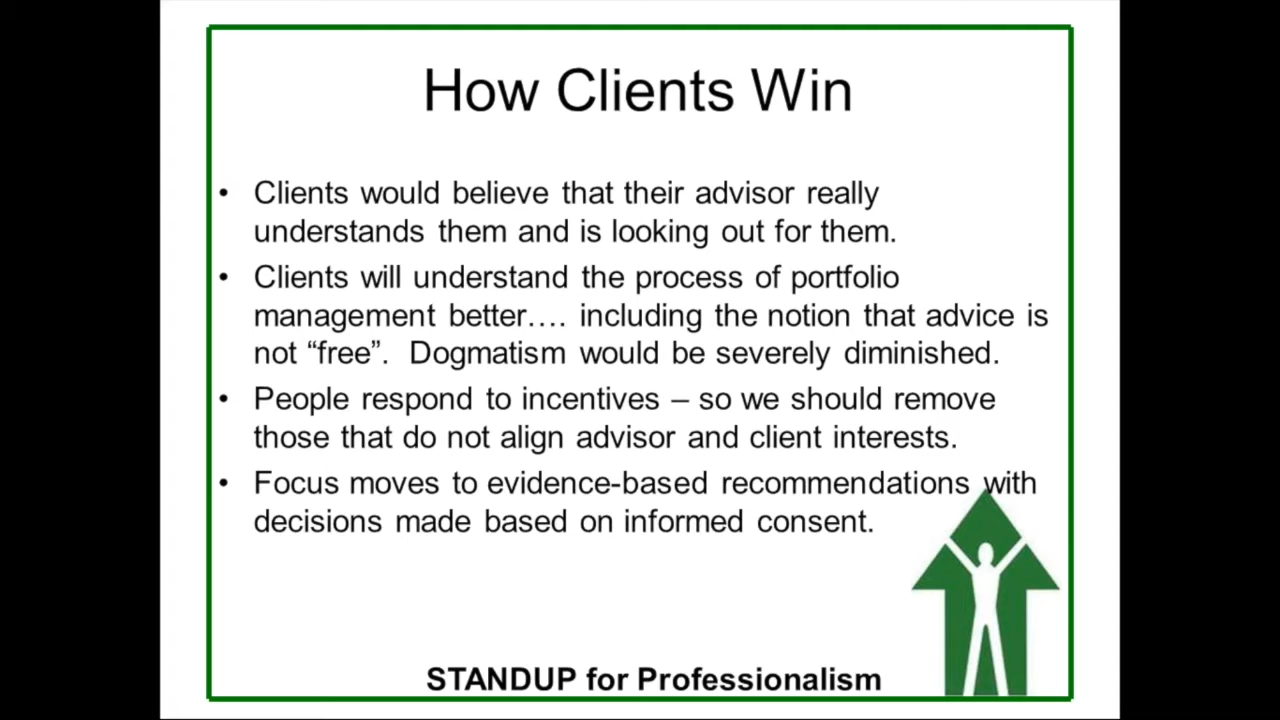 How Clients Win
• Clients would believe that their advisor really
understands them and is looking out for them.
• Clients will understand the process of portfolio
management better…. including the notion that advice is
not “free”. Dogmatism would be severely diminished.
• People respond to incentives – so we should remove
those that do not align advisor and client interests.
• Focus moves to evidence-based recommendations with
decisions made based on informed consent.
STANDUP for Professionalism